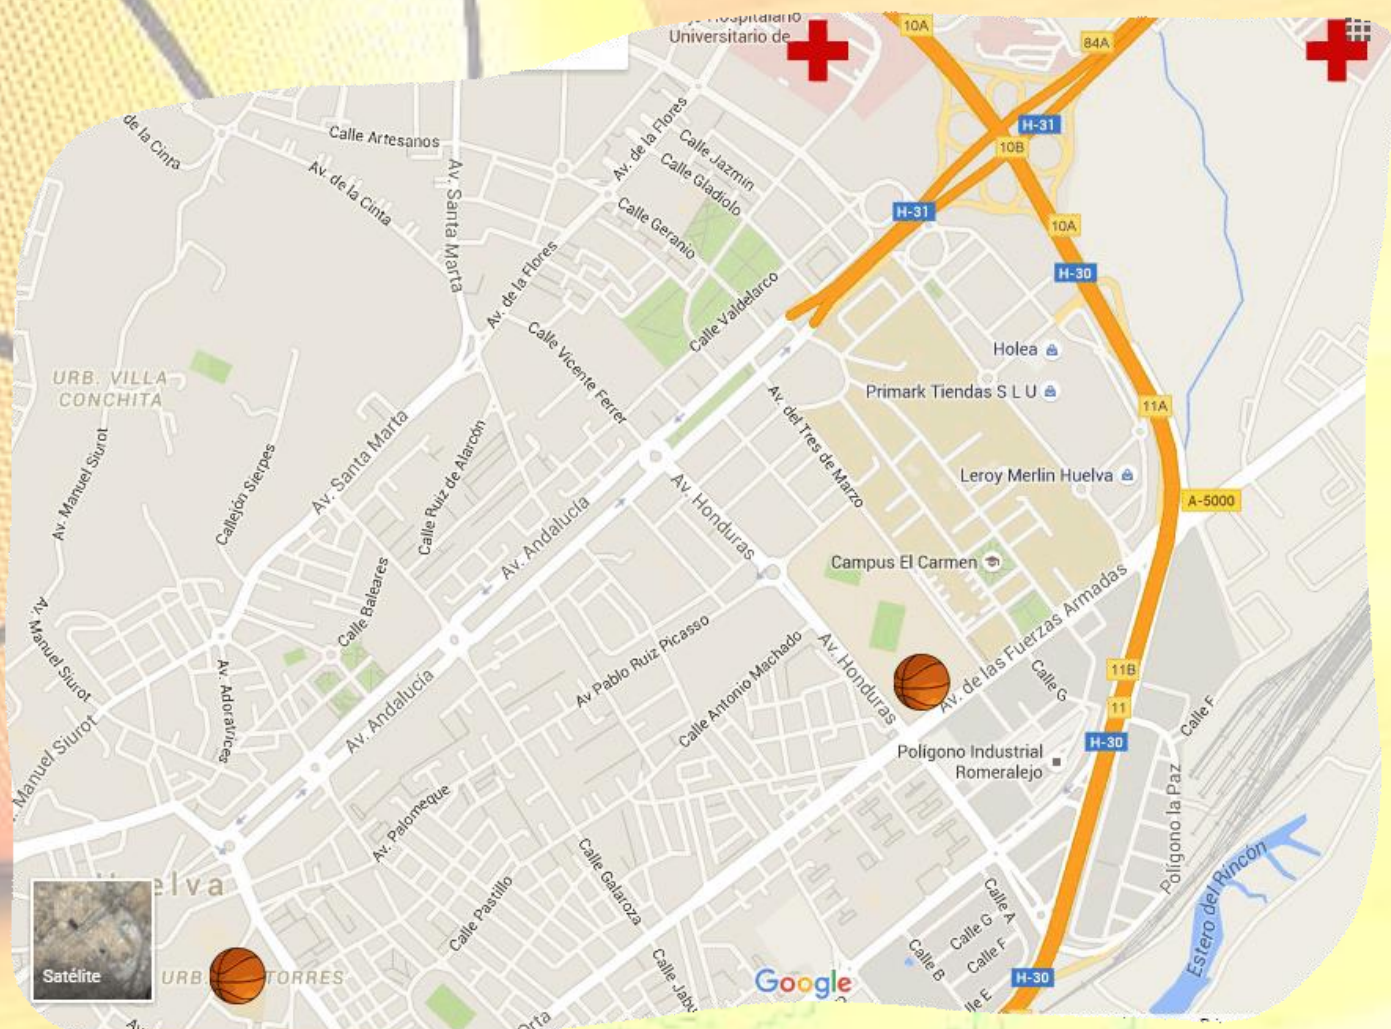 Universitario de
10A
84A
H-31
10B
de la Cinta
Calle Artesanos
Av. de la Flores
Calle Jazmín
Calle Gladiolo
Av. de la Cinta
Av. Santa Marta
Calle Geranio
H-31
10A
H-30
Av. de la Flores
Calle Valdelarco
Calle Vicente Ferrer
Holea
URB. VILLA
CONCHITA
Primark Tiendas S L U
11A
Av. del Tres de Marzo
Av. Manuel Siurot
Callejón Sierpes
Av. Santa Marta
Calle Ruiz de Alarcón
Leroy Merlin Huelva
A-5000
Av. Andalucía
Av. Honduras
Campus El Carmen
Calle Baleares
Av. Manuel Siurot
Av. Adoratrices
Av Pablo Ruiz Picasso
Calle Antonio Machado
Av. Honduras
Av. de las Fuerzas Armadas
Calle G
11B
11
Calle F
H-30
Av. Andalucía
Manuel Siurot
Polígono Industrial
Romeralejo
Av. Palomeque
Polígono la Paz
Calle Galaroza
Calle Pastillo
Estero del Rincón
Calle A
Calle G
Calle F
Calle B
Satélite
URB.
TORRES
Google
H-30